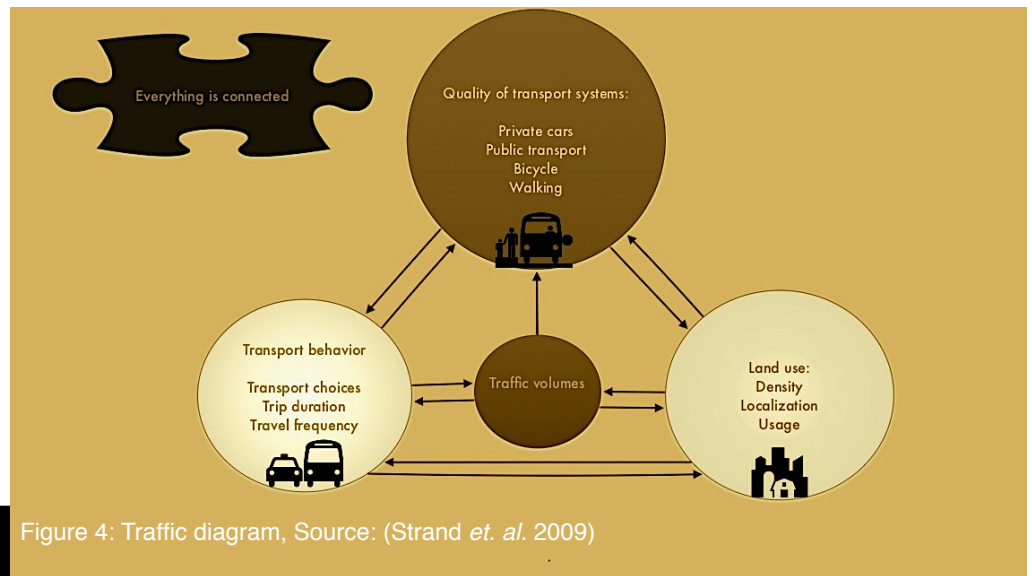 Everything is connected
Quality of transport systems:
Private cars
Public transport
Bicycle
Walking
Transport behavior
Transport choices
Trip duration
Travel frequency
Traffic volumes
Land use:
Density
Localization
Usage
Figure 4: Traffic diagram, Source: (Strand et. al. 2009)